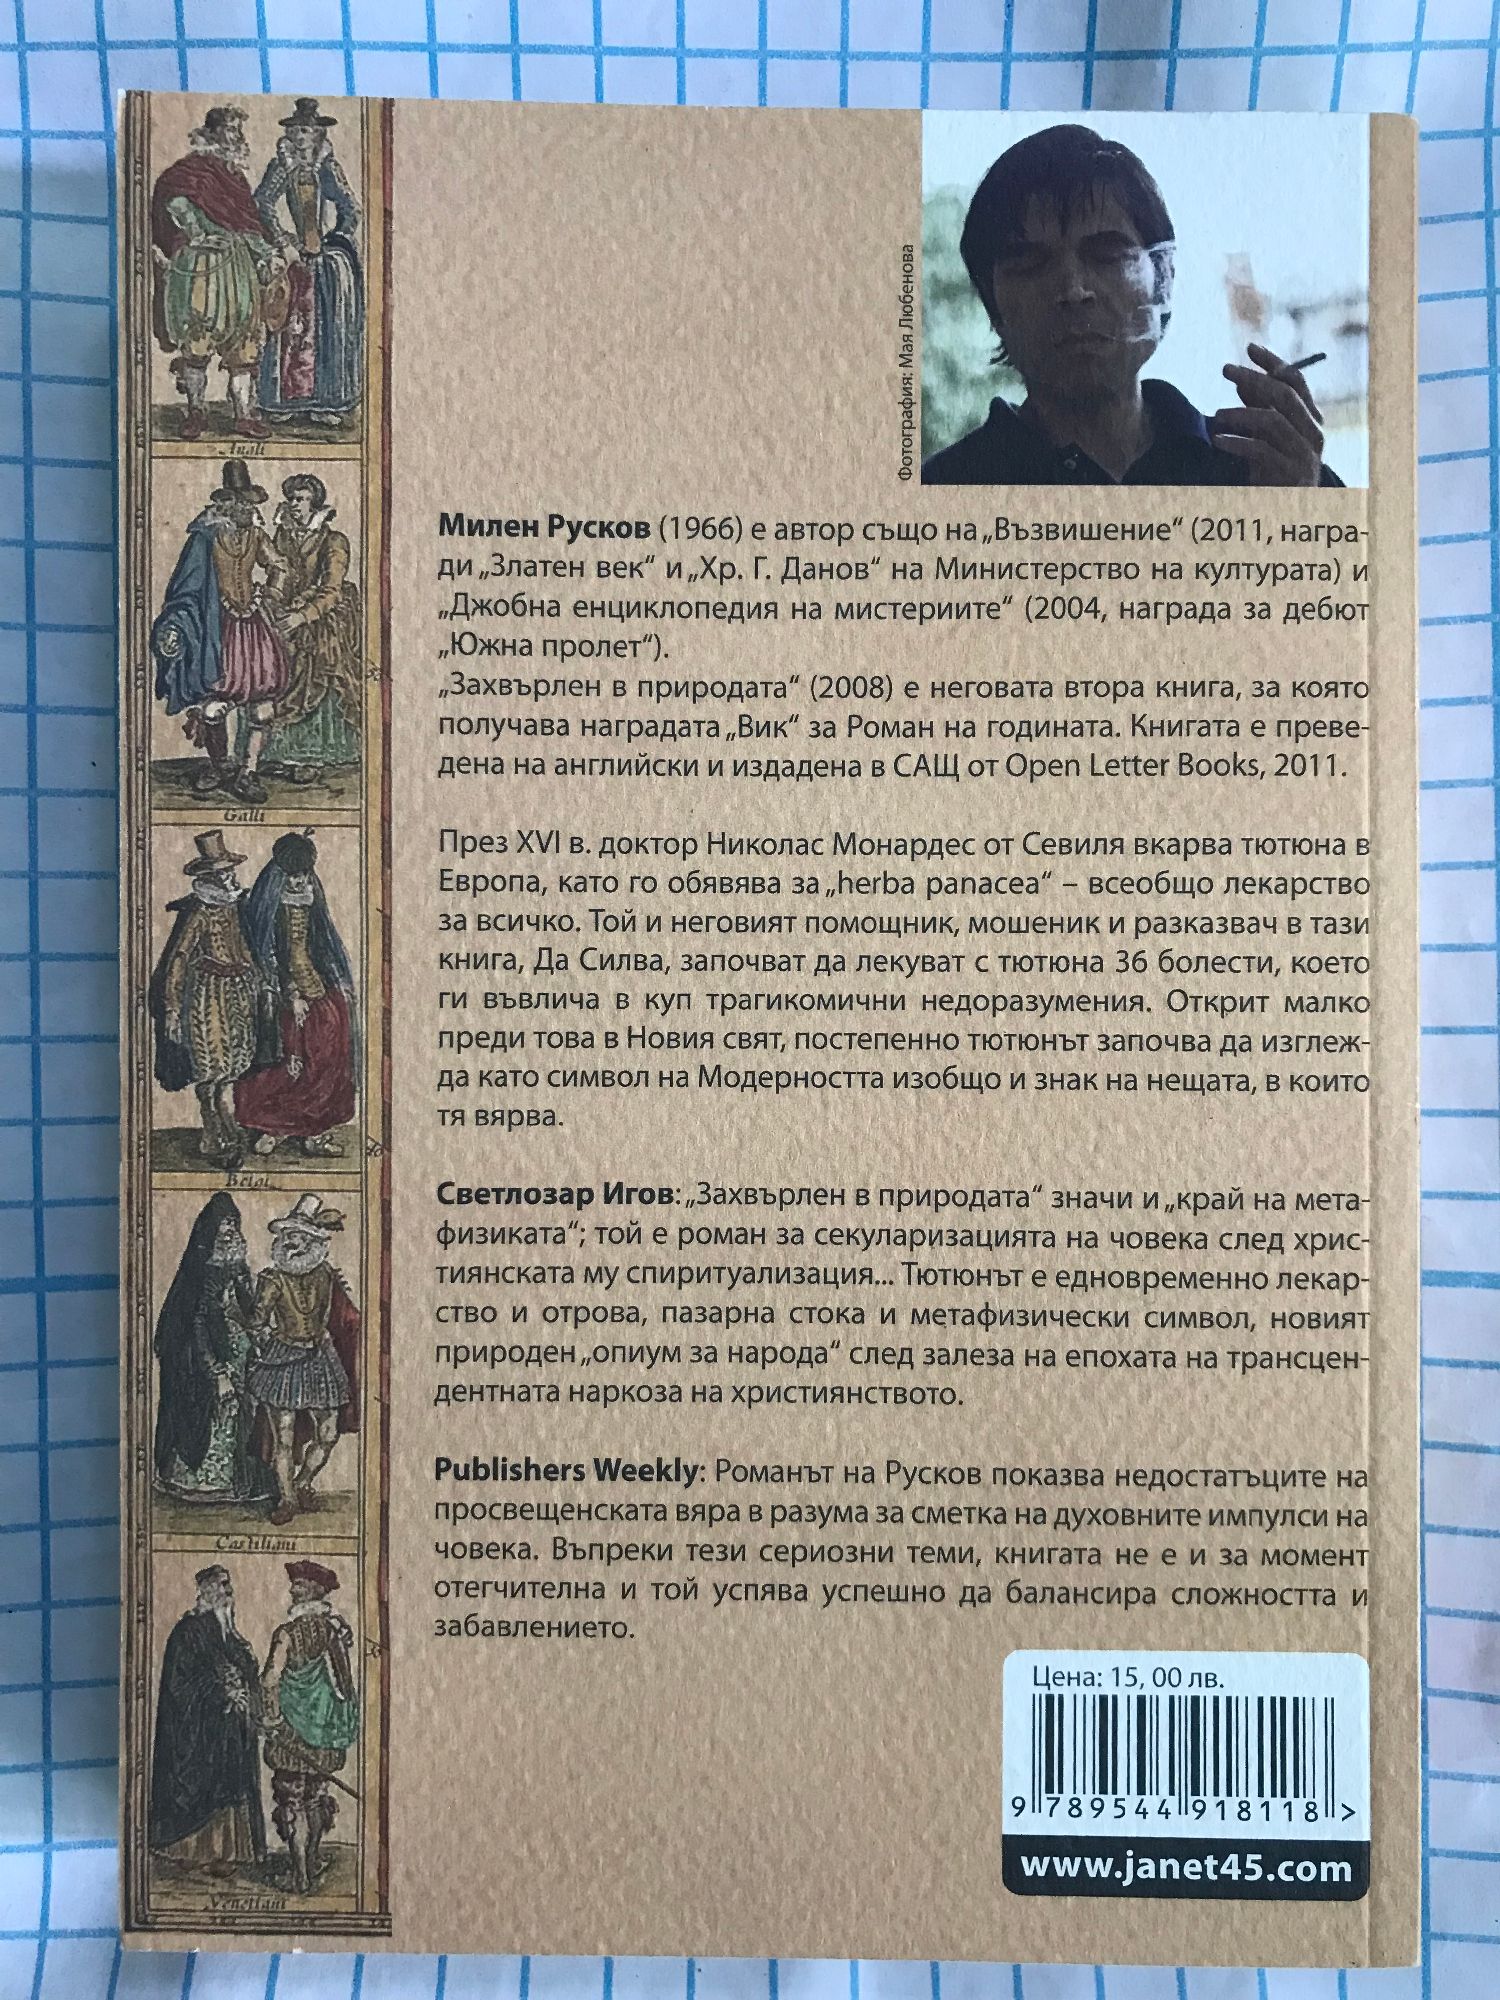 Фотография: Мая Любенова
Милен Русков (1966) е автор също на „Възвишение“ (2011, награ-
ди „Златен век“ и „Хр. Г. Данов“ на Министерство на културата) и
„Джобна енциклопедия на мистериите“ (2004, награда за дебют
„Южна пролет“).
„Захвърлен в природата“ (2008) е неговата втора книга, за която
получава наградата „Вик“ за Роман на годината. Книгата е преве-
дена на английски и издадена в САЩ от Open Letter Books, 2011.
През XVI в. доктор Николас Монардес от Севиля вкарва тютюна в
Европа, като го обявява за „herba panacea“ – всеобщо лекарство
за всичко. Той и неговият помощник, мошеник и разказвач в тази
книга, Да Силва, започват да лекуват с тютюна 36 болести, което
ги въвлича в куп трагикомични недоразумения. Открит малко
преди това в Новия свят, постепенно тютюнът започва да изглеж-
да като символ на Модерността изобщо и знак на нещата, в които
тя вярва.
Светлозар Игов: „Захвърлен в природата“ значи и „край на мета-
физиката“; той е роман за секуларизацията на човека след хрис-
тиянската му спиритуализация... Тютюнът е едновременно лекар-
ство и отрова, пазарна стока и метафизически символ, новият
природен „опиум за народа“ след залеза на епохата на трансцен-
дентната наркоза на християнството.
Publishers Weekly: Романът на Русков показва недостатъците на
просвещенската вяра в разума за сметка на духовните импулси на
човека. Въпреки тези сериозни теми, книгата не е и за момент
отегчителна и той успява успешно да балансира сложността и
забавлението.
Цена: 15, 00 лв.
9 789544 918118 >
www.janet45.com
Galli
Belgi
Castiliani
Venetiani